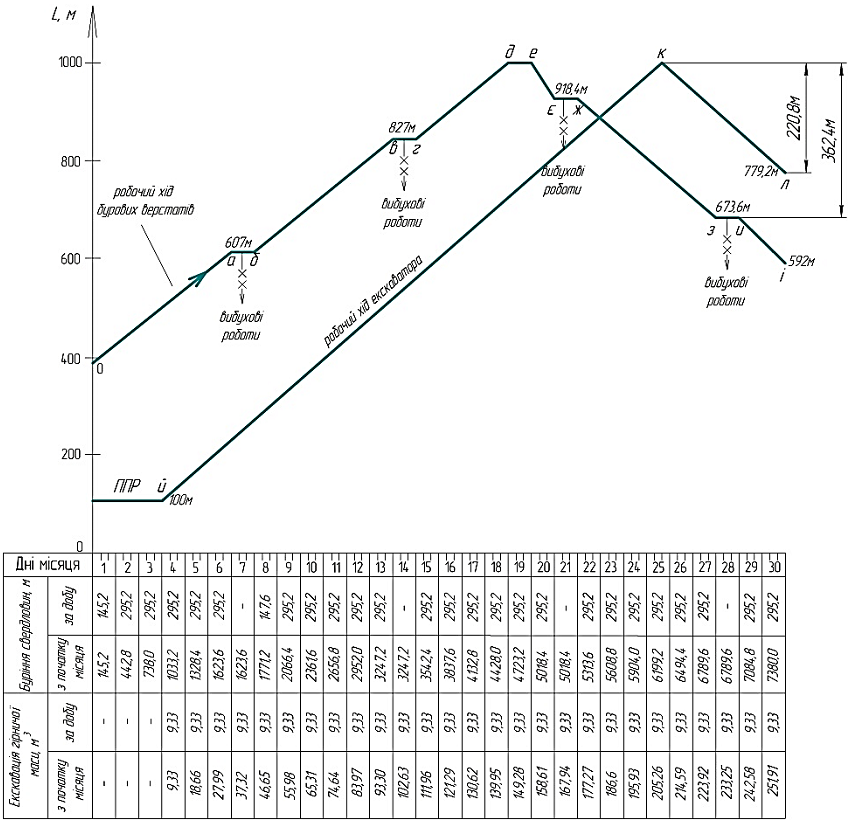 L, м
1000
800
600
400
200
0
О
робочий хід
бурових верстатів
607м
а б
вибухові
роботи
827м
в г
вибухові
роботи
д е
918,4м
є ж
вибухові
роботи
к
220,8м
362,4м
779,2м
л
673,6м
з и
вибухові
роботи
592м
і
робочий хід екскаватора
ППР й
100м
Дні місяця 1 2 3 4 5 6 7 8 9 10 11 12 13 14 15 16 17 18 19 20 21 22 23 24 25 26 27 28 29 30
Буріння свердловин, м
за добу 145,2 295,2 295,2 295,2 295,2 295,2 - 147,6 295,2 295,2 295,2 295,2 295,2 - 295,2 295,2 295,2 295,2 295,2 295,2 - 295,2 295,2 295,2 295,2 295,2 295,2 - 295,2 295,2
з початку місяця 145,2 442,8 738,0 1033,2 1328,4 1623,6 1623,6 1771,2 2066,4 2361,6 2656,8 2952,0 3247,2 3247,2 3542,4 3837,6 4132,8 4428,0 4723,2 5018,4 5018,4 5313,6 5608,8 5904,0 6199,2 6494,4 6789,6 6789,6 7084,8 7380,0
Екскавація гірничої маси, м³
за добу - - - 9,33 9,33 9,33 9,33 9,33 9,33 9,33 9,33 9,33 9,33 9,33 9,33 9,33 9,33 9,33 9,33 9,33 9,33 9,33 9,33 9,33 9,33 9,33 9,33 9,33 9,33 9,33
з початку місяця - - - 9,33 18,66 27,99 37,32 46,65 55,98 65,31 74,64 83,97 93,30 102,63 111,96 121,29 130,62 139,95 149,28 158,61 167,94 177,27 186,6 195,93 205,26 214,59 223,92 233,25 242,58 251,91